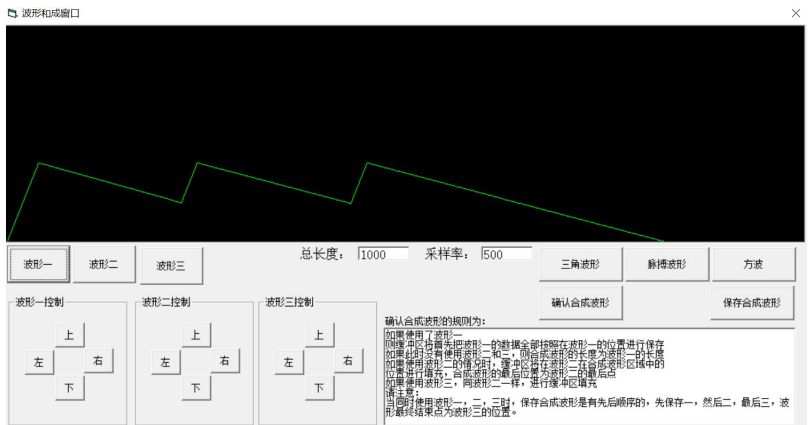 波形和成窗口
波形一
波形二
波形三
总长度： 1000
采样率： 500
三角波形
脉搏波形
方波
确认合成波形
保存合成波形
波形一控制
上
左
右
下
波形二控制
上
左
右
下
波形三控制
上
左
右
下
确认合成波形的规则为：
如果使用了波形一
则缓冲区将首先把波形一的数据全部按照在波形一的位置进行保存
如果此时没有使用波形二和三，则合成波形的长度为波形一的长度
如果使用波形二的情况时，缓冲区将在波形二在合成波形区域中的
位置进行填充，合成波形的最后位置为波形二的最后点
如果使用波形三，同波形二一样，进行缓冲区填充
请注意：
当同时使用波形一，二，三时，保存合成波形是有先后顺序的，先保存一，然后二，最后三，波
形最终结束点为波形三的位置。